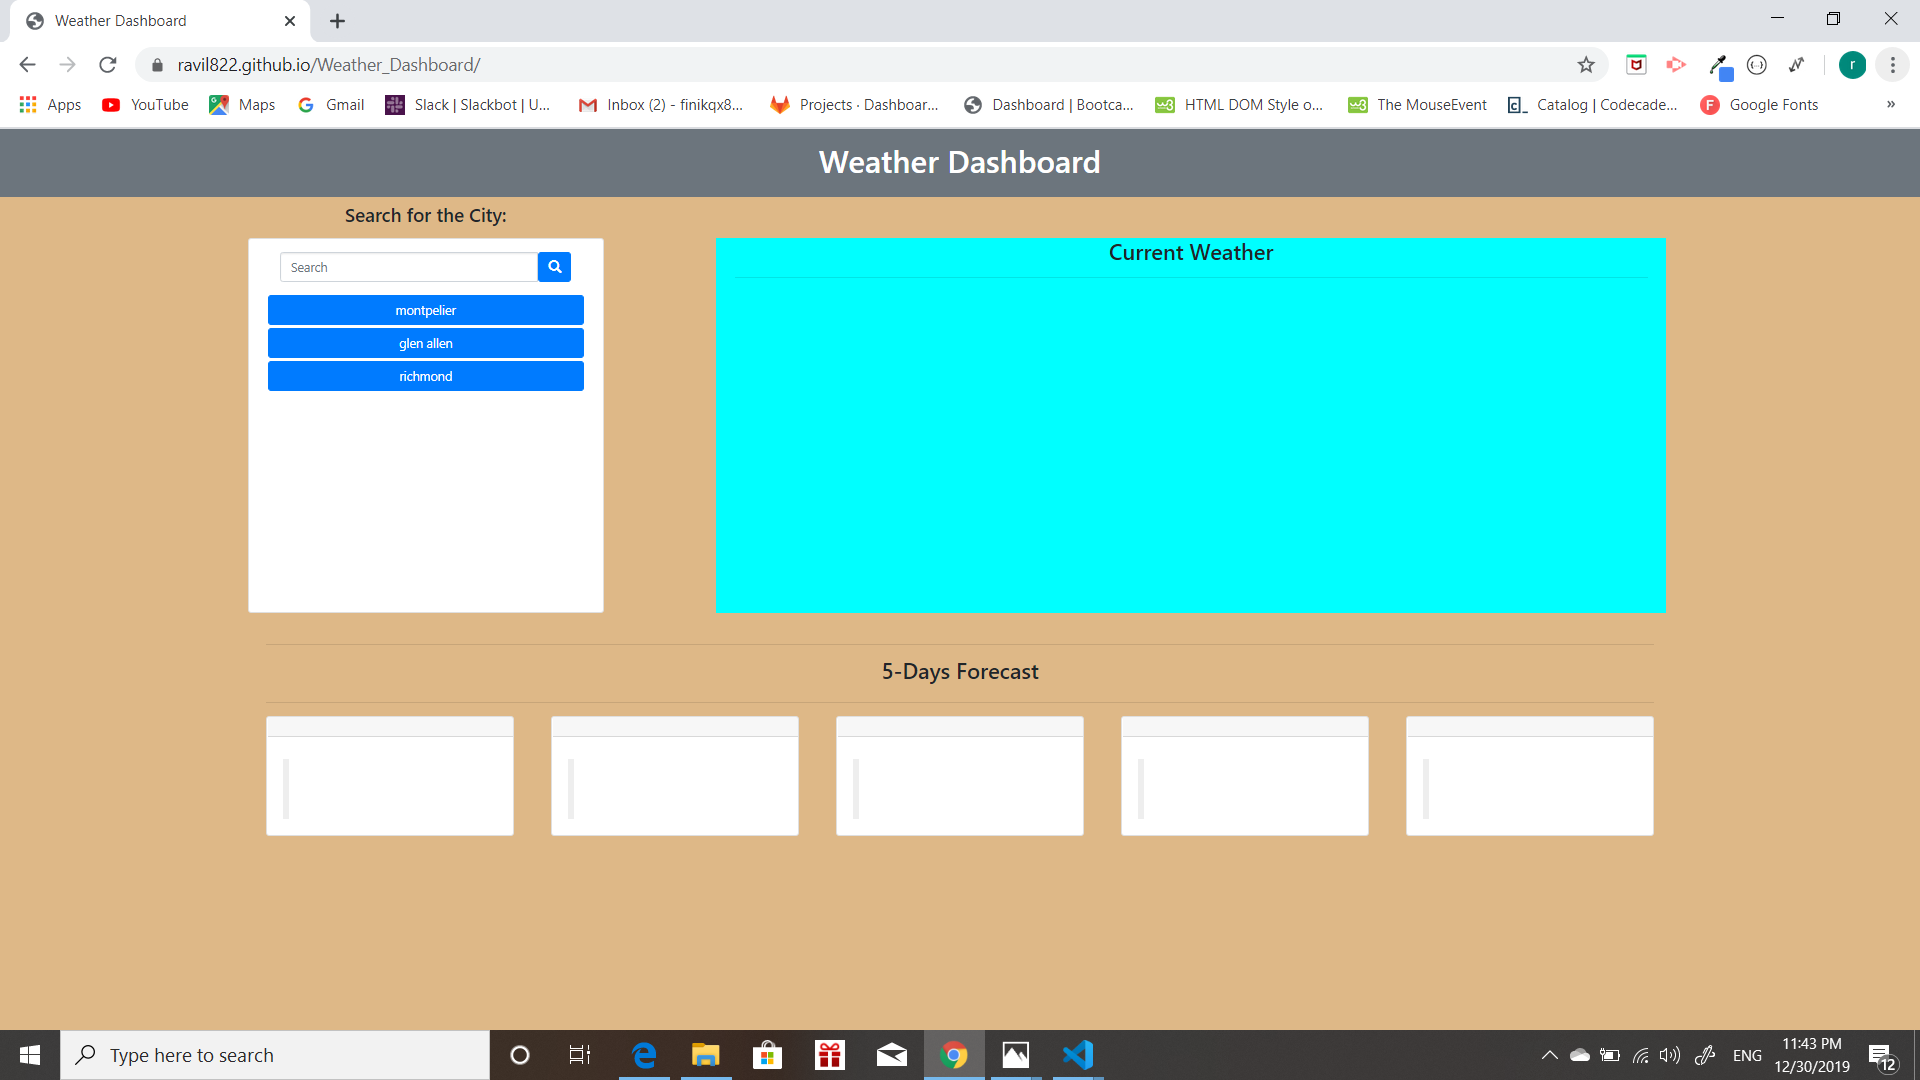 Weather Dashboard
ravil822.github.io/Weather_Dashboard/
Apps YouTube Maps Gmail Slack | Slackbot | U... Inbox (2) - finikqx8... Projects · Dashboar... Dashboard | Bootca... HTML DOM Style o... The MouseEvent Catalog | Codecade... Google Fonts »
Weather Dashboard
Search for the City:
Search
montpelier
glen allen
richmond
Current Weather
5-Days Forecast
Type here to search
ENG
11:43 PM
12/30/2019
12